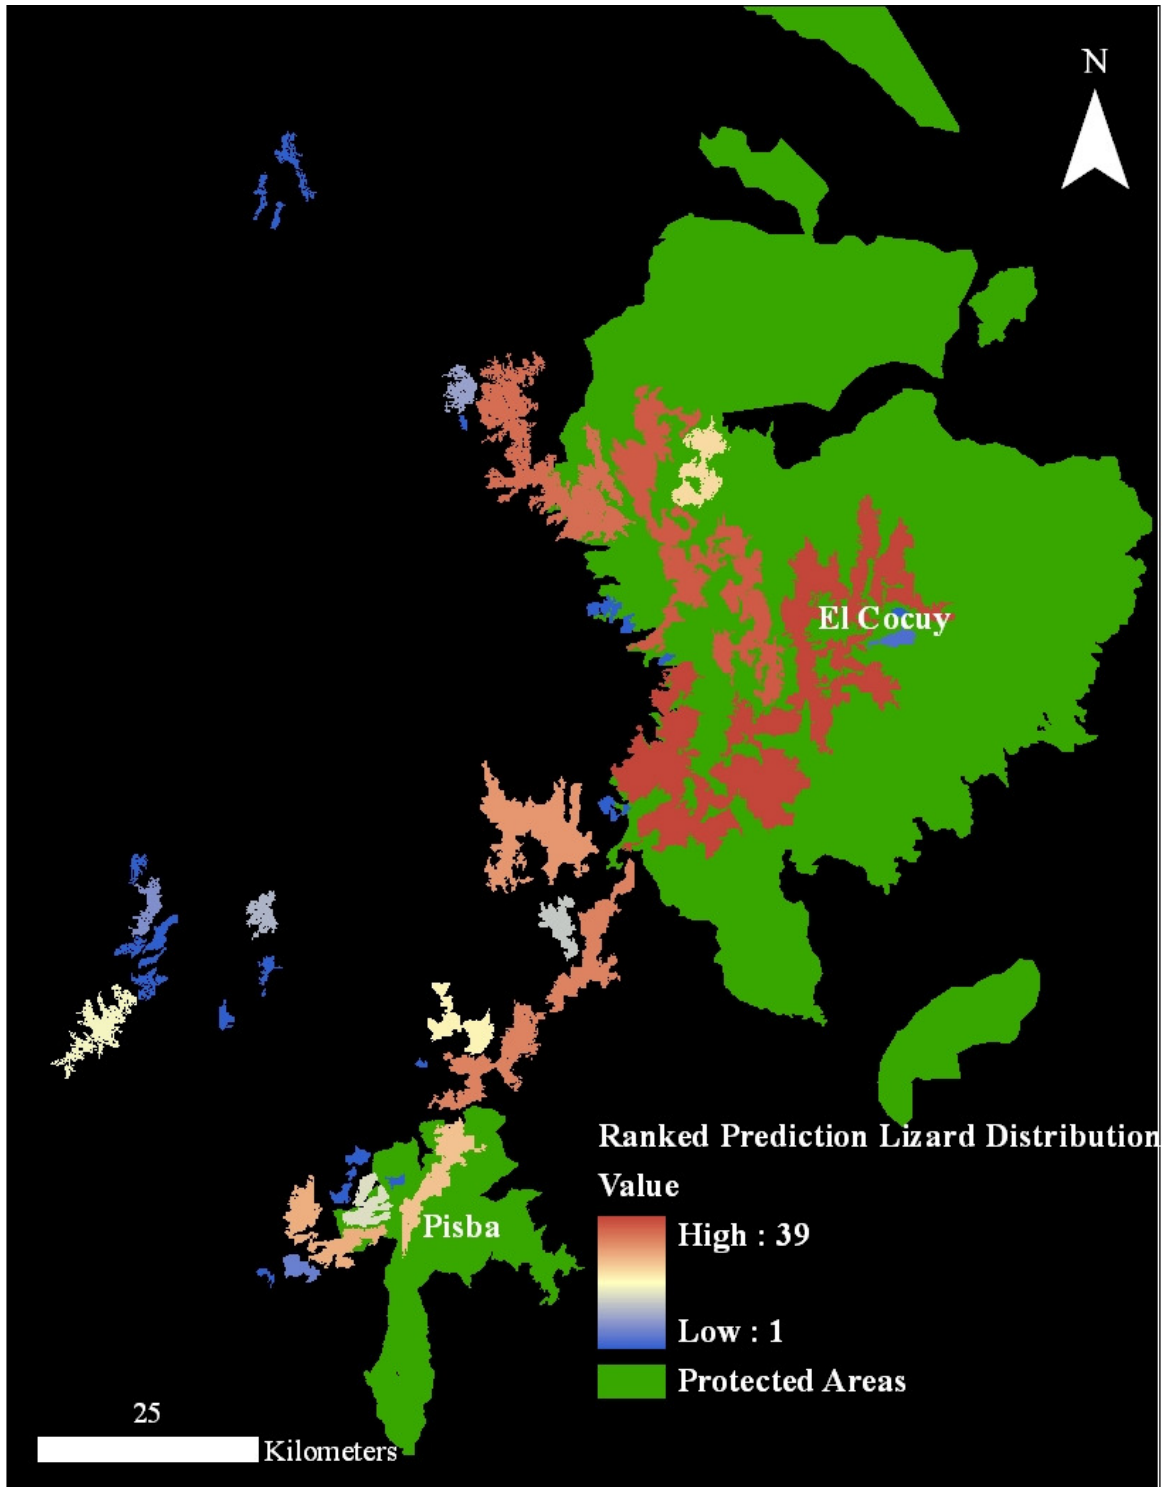 N
El Cocuy
Ranked Prediction Lizard Distribution
Value
High : 39
Pisba
Low : 1
Protected Areas
25
Kilometers